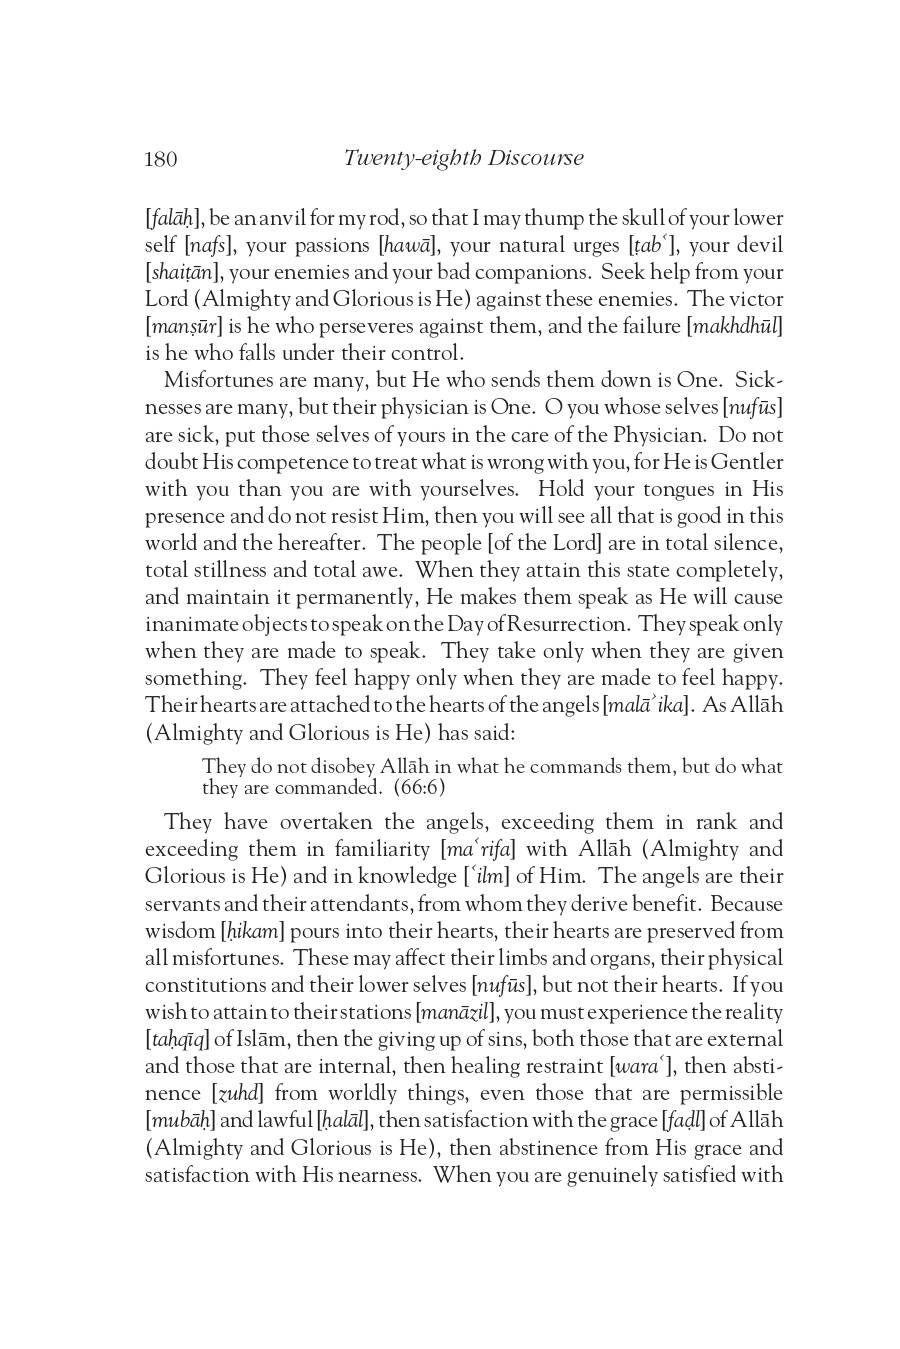 180
Twenty-eighth Discourse
[falāḥ], be an anvil for my rod, so that I may thump the skull of your lower
self [nafs], your passions [hawā], your natural urges [ṭabʿ], your devil
[shaiṭān], your enemies and your bad companions. Seek help from your
Lord (Almighty and Glorious is He) against these enemies. The victor
[manṣūr] is he who perseveres against them, and the failure [makhdhūl]
is he who falls under their control.
Misfortunes are many, but He who sends them down is One. Sick-
nesses are many, but their physician is One. O you whose selves [nufūs]
are sick, put those selves of yours in the care of the Physician. Do not
doubt His competence to treat what is wrong with you, for He is Gentler
with you than you are with yourselves. Hold your tongues in His
presence and do not resist Him, then you will see all that is good in this
world and the hereafter. The people [of the Lord] are in total silence,
total stillness and total awe. When they attain this state completely,
and maintain it permanently, He makes them speak as He will cause
inanimate objects to speak on the Day of Resurrection. They speak only
when they are made to speak. They take only when they are given
something. They feel happy only when they are made to feel happy.
Their hearts are attached to the hearts of the angels [malāʾika]. As Allāh
(Almighty and Glorious is He) has said:
They do not disobey Allāh in what he commands them, but do what
they are commanded. (66:6)
They have overtaken the angels, exceeding them in rank and
exceeding them in familiarity [maʿrifa] with Allāh (Almighty and
Glorious is He) and in knowledge [ʿilm] of Him. The angels are their
servants and their attendants, from whom they derive benefit. Because
wisdom [ḥikam] pours into their hearts, their hearts are preserved from
all misfortunes. These may affect their limbs and organs, their physical
constitutions and their lower selves [nufūs], but not their hearts. If you
wish to attain to their stations [manāzil], you must experience the reality
[taḥqīq] of Islām, then the giving up of sins, both those that are external
and those that are internal, then healing restraint [waraʿ], then absti-
nence [zuhd] from worldly things, even those that are permissible
[mubāḥ] and lawful [ḥalāl], then satisfaction with the grace [faḍl] of Allāh
(Almighty and Glorious is He), then abstinence from His grace and
satisfaction with His nearness. When you are genuinely satisfied with